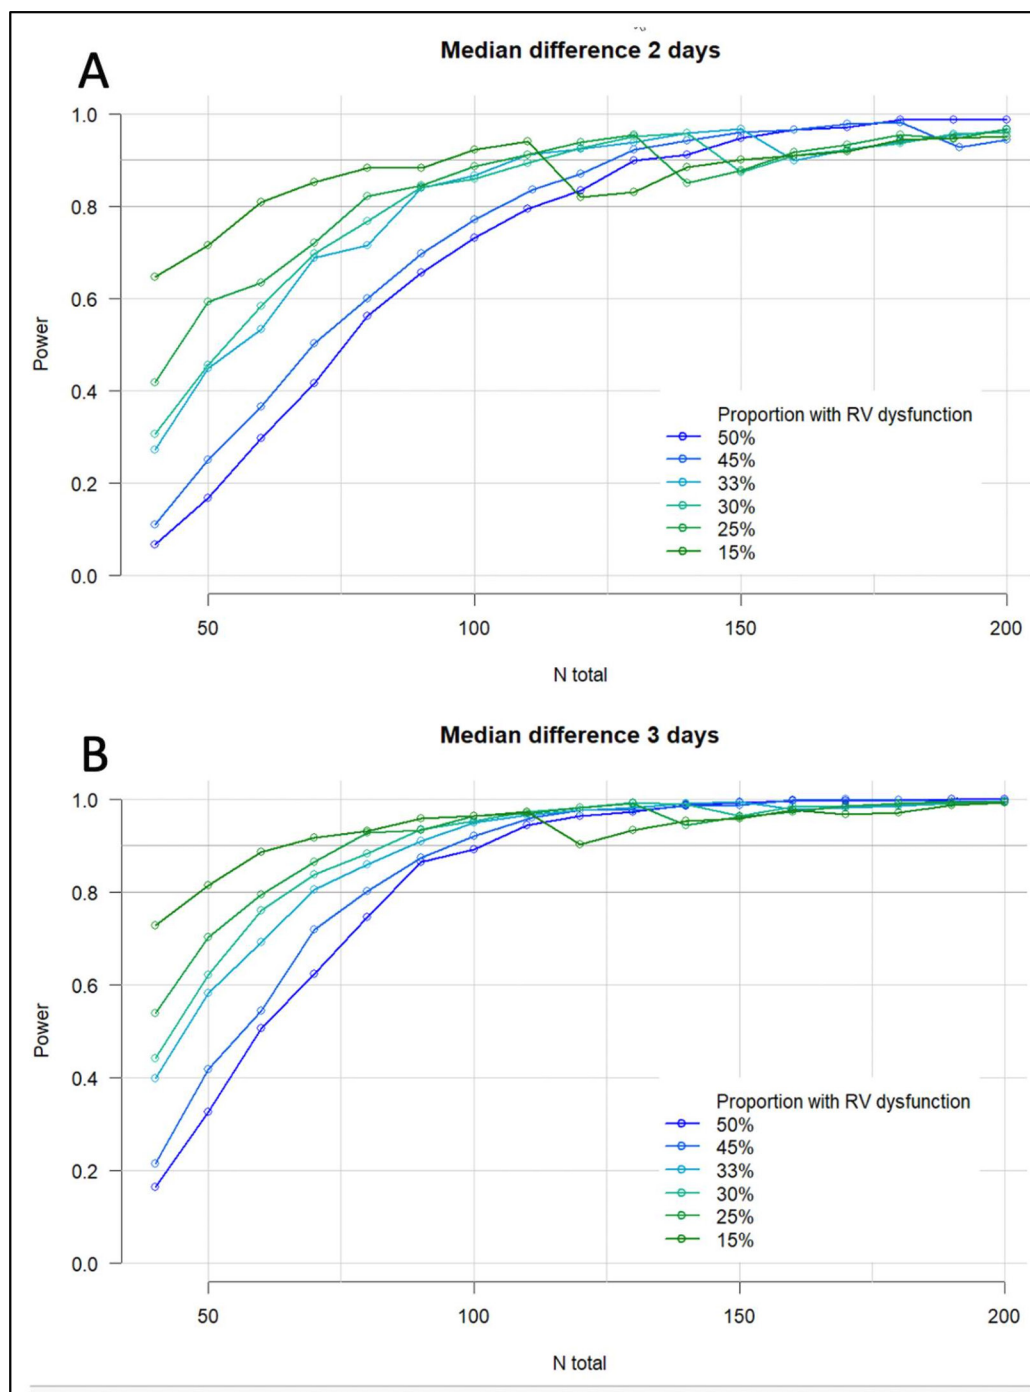 A
Median difference 2 days
1.0
0.8
0.6
0.4
0.2
0.0
Power
Proportion with RV dysfunction
50%
45%
33%
30%
25%
15%
50 100 150 200
N total
B
Median difference 3 days
1.0
0.8
0.6
0.4
0.2
0.0
Power
Proportion with RV dysfunction
50%
45%
33%
30%
25%
15%
50 100 150 200
N total